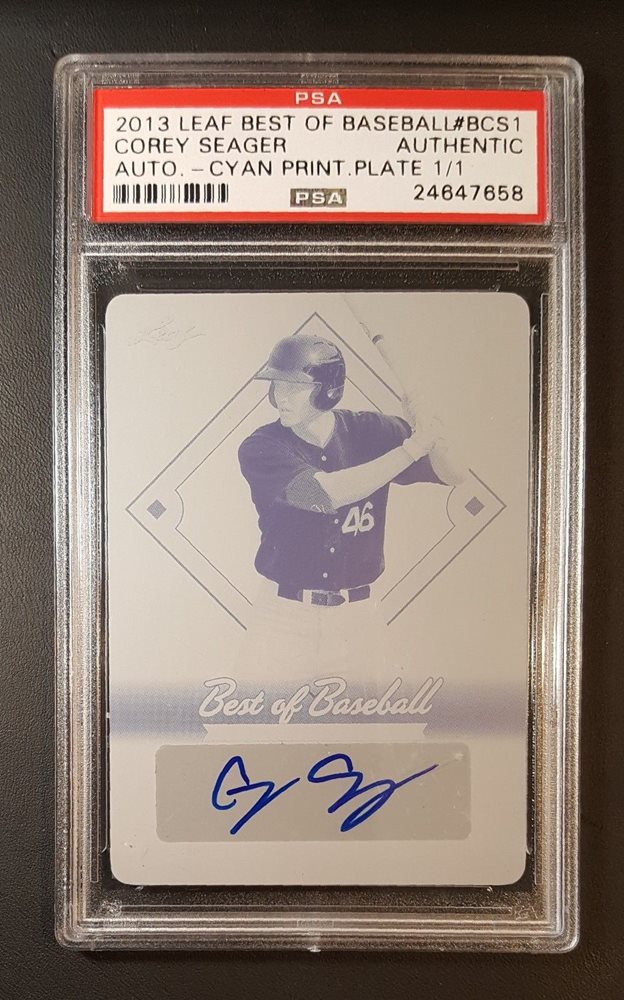 PSA
2013 LEAF BEST OF BASEBALL#BCS1
COREY SEAGER AUTHENTIC
AUTO.-CYAN PRINT.PLATE 1/1
PSA 24647658
Leaf
46
Best of Baseball